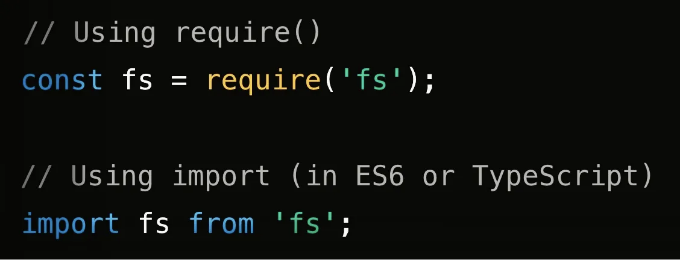 // Using require()
const fs = require('fs');
// Using import (in ES6 or TypeScript)
import fs from 'fs';